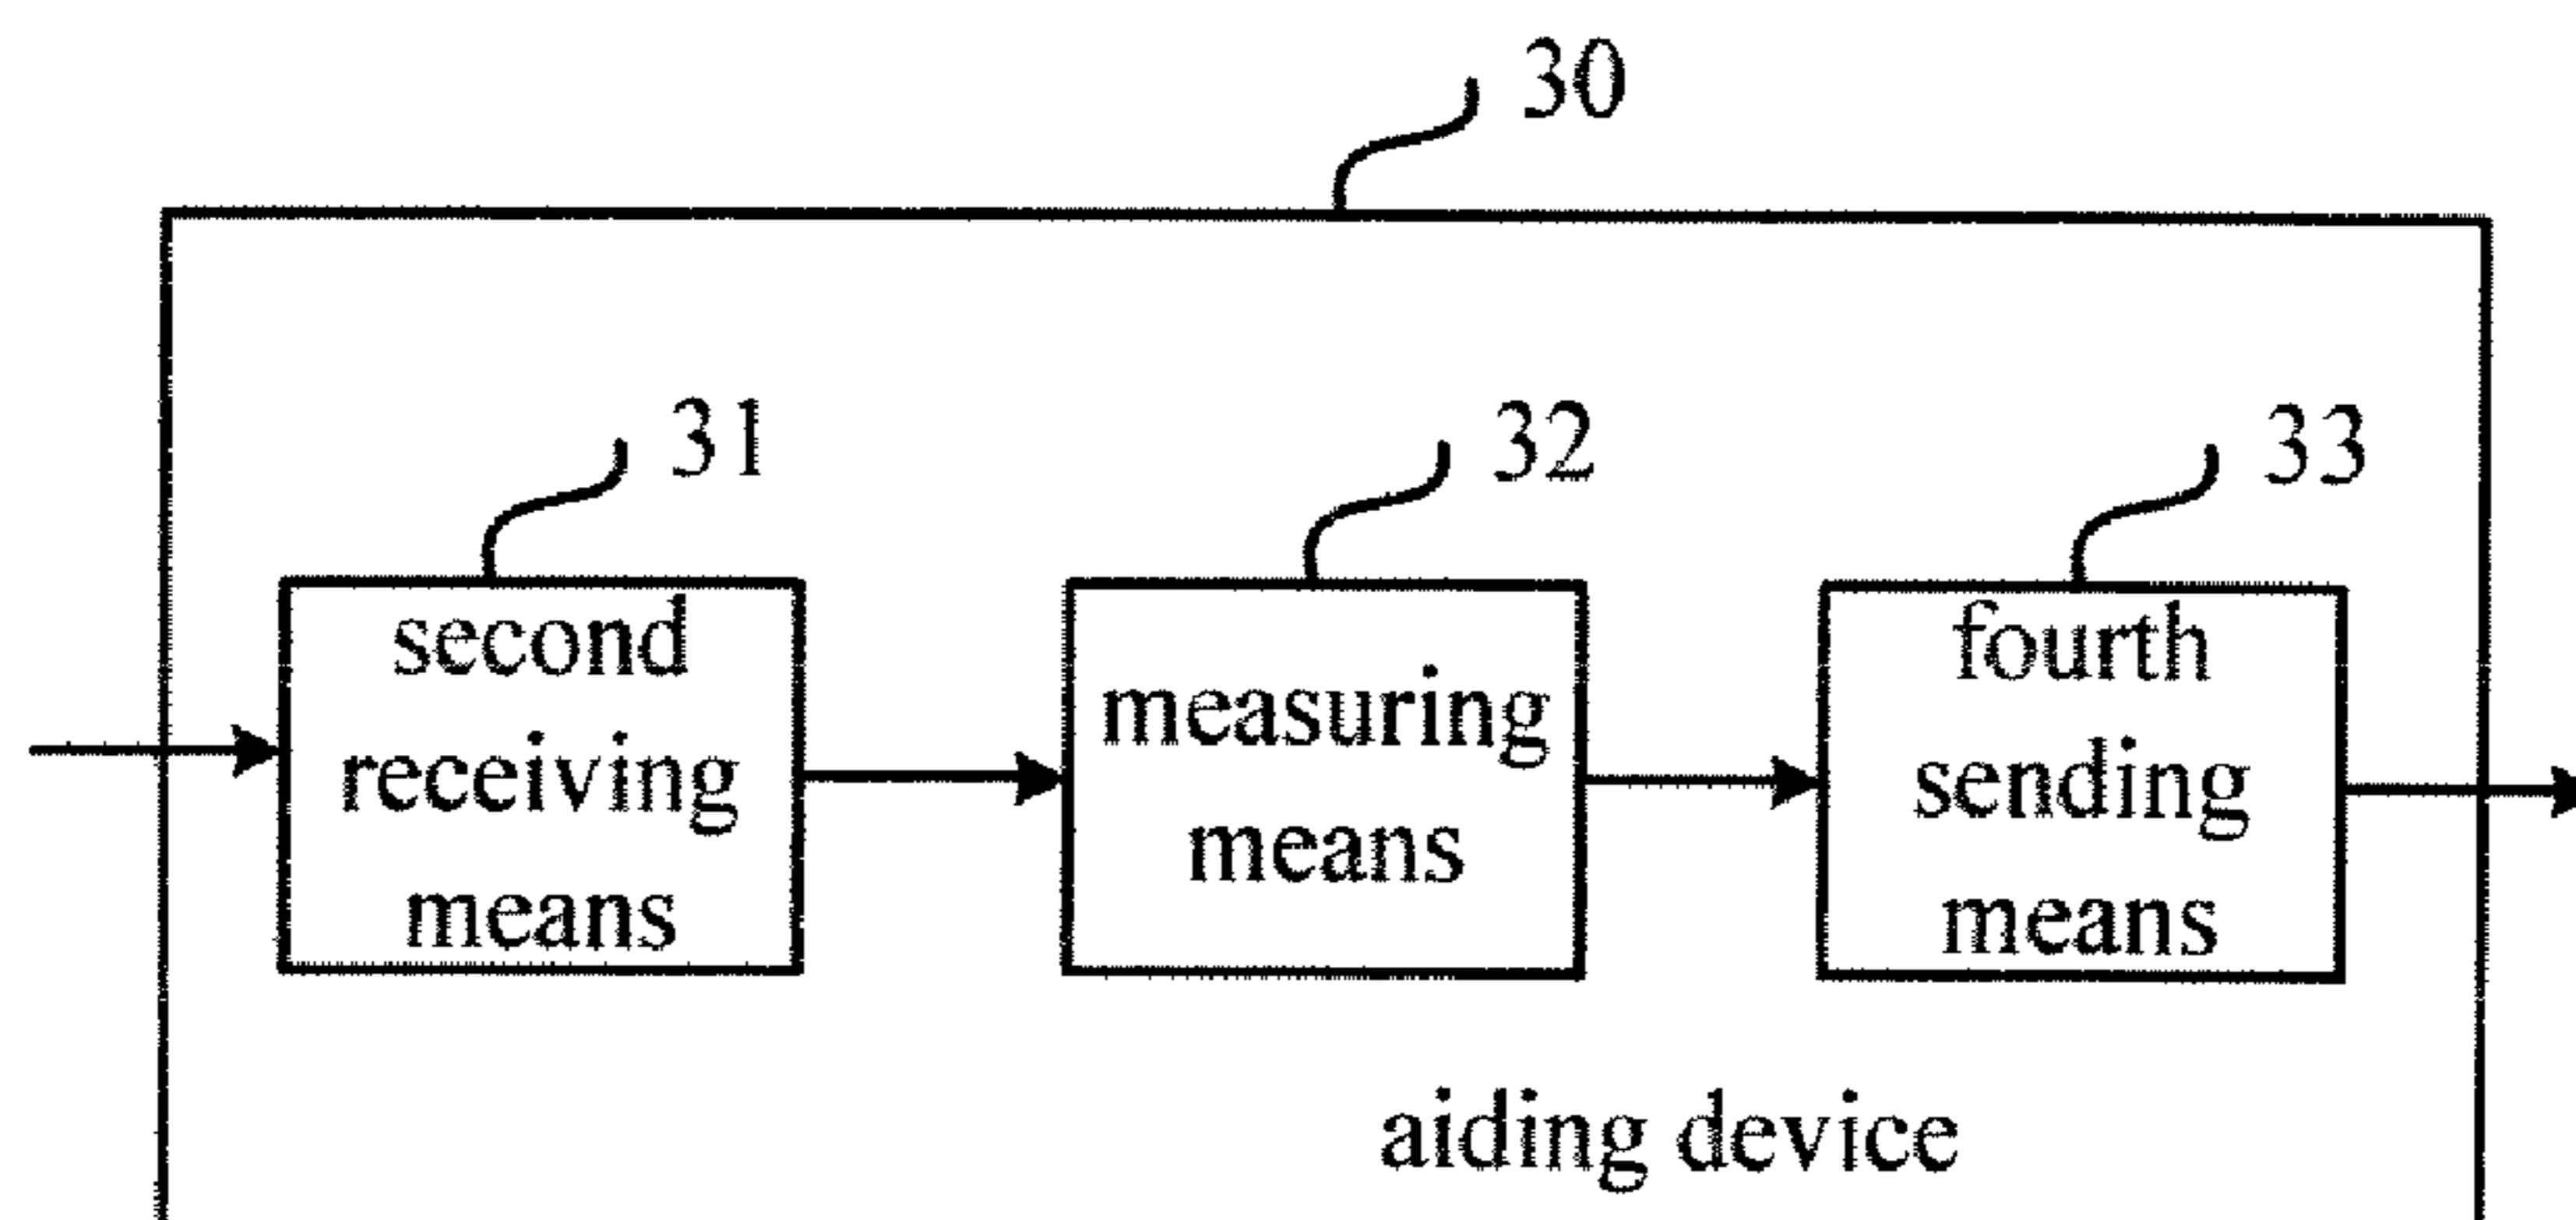 30
31
32
33
second
receiving
means
measuring
means
fourth
sending
means
aiding device